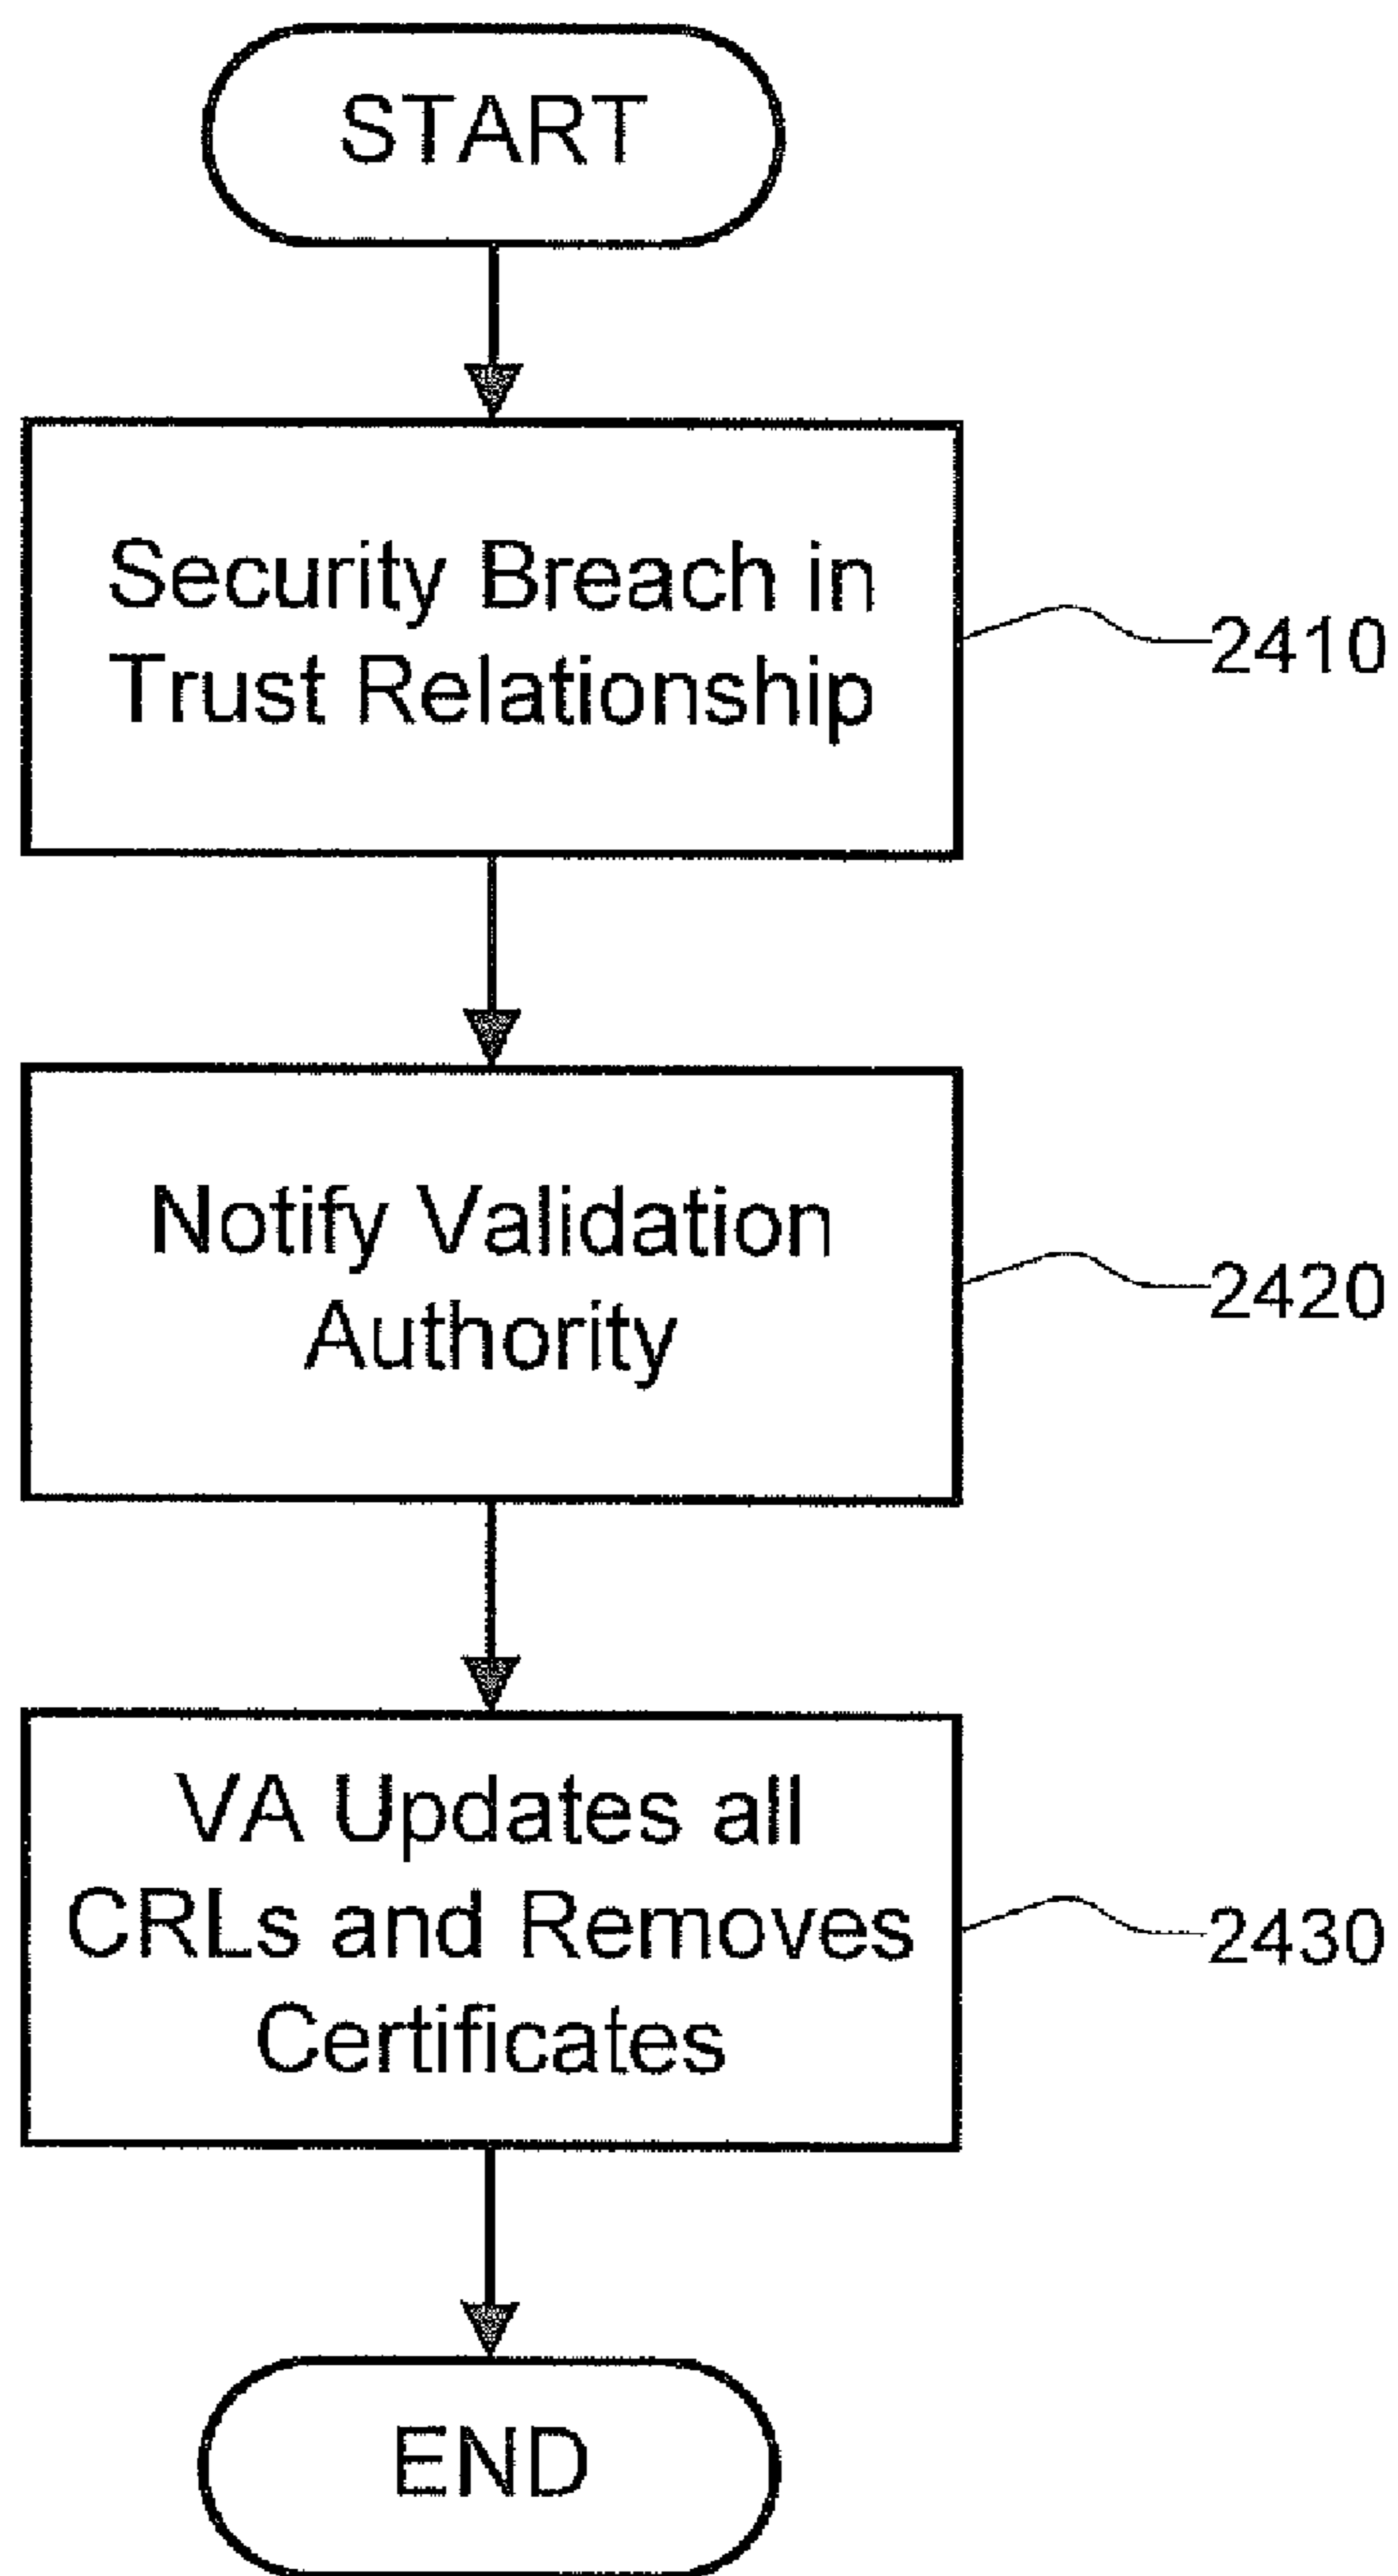 START
Security Breach in
Trust Relationship
2410
Notify Validation
Authority
2420
VA Updates all
CRLs and Removes
Certificates
2430
END